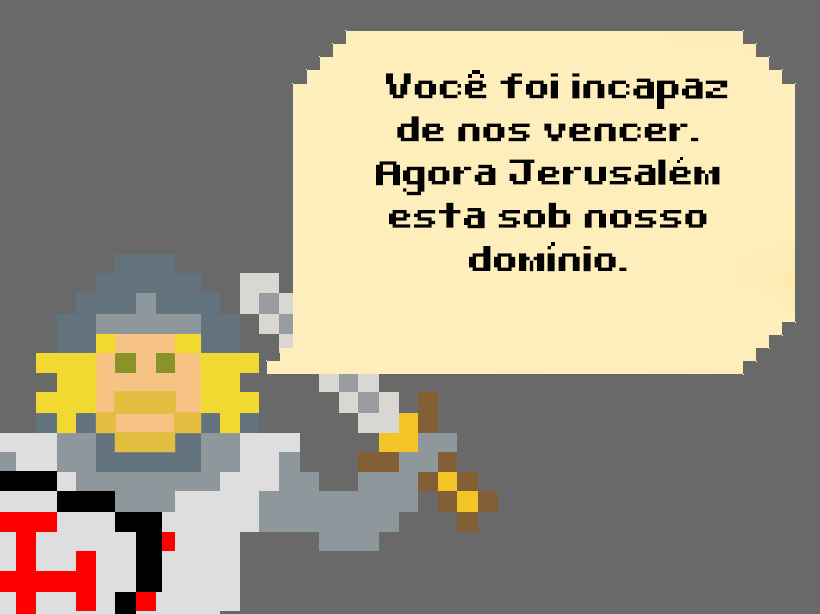 Você foi incapaz
de nos vencer.
Agora Jerusalém
esta sob nosso
domínio.